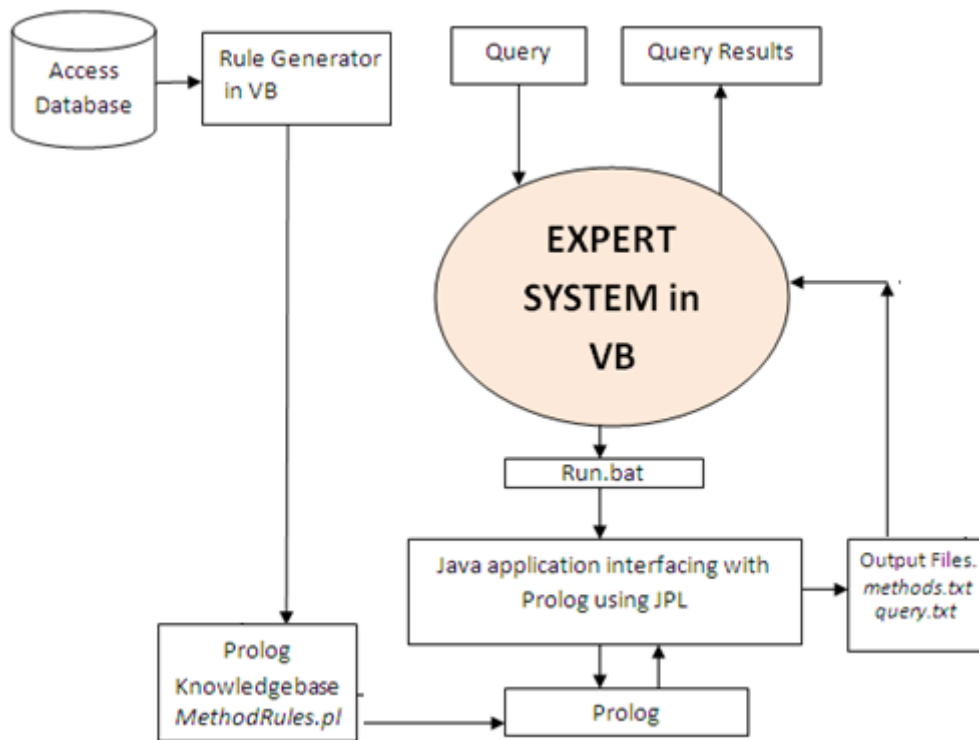 Access
Database
Rule Generator
in VB
Query
Query Results
EXPERT
SYSTEM in
VB
Run.bat
Java application interfacing with
Prolog using JPL
Output Files.
methods.txt
query.txt
Prolog
Knowledgebase
MethodRules.pl
Prolog